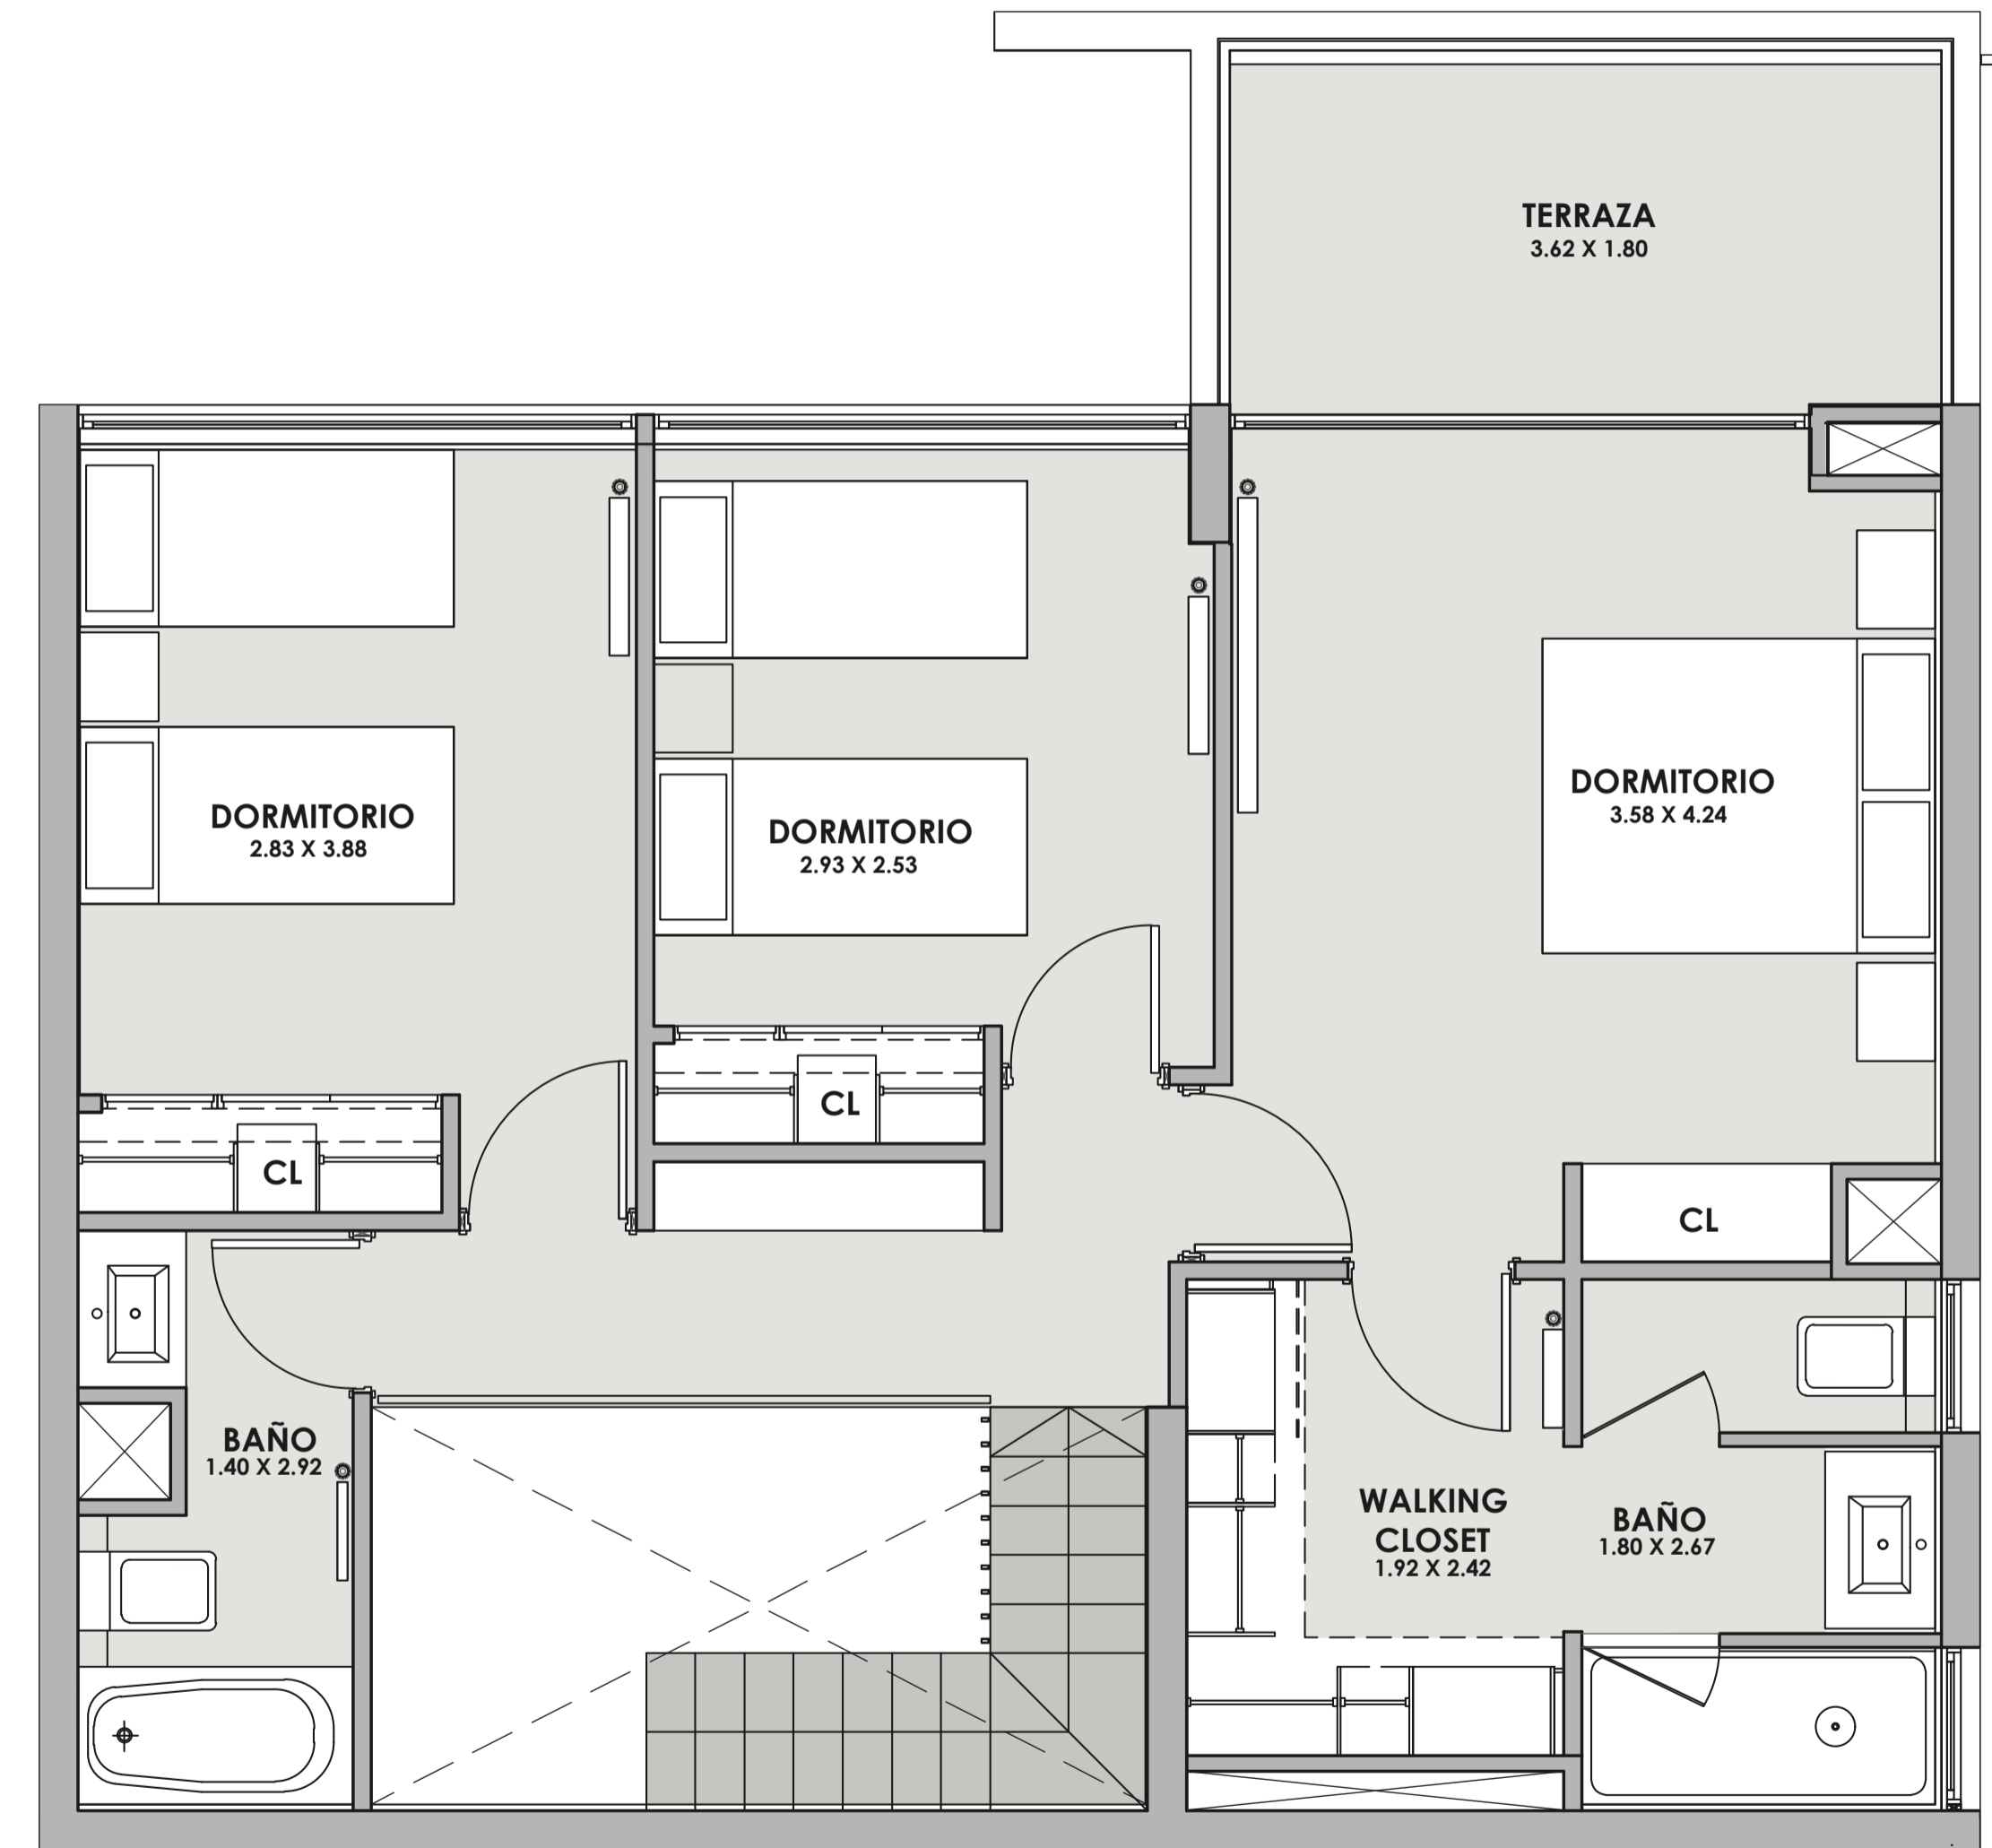 TERRAZA
3.62 X 1.80
DORMITORIO
2.83 X 3.88
DORMITORIO
2.93 X 2.53
DORMITORIO
3.58 X 4.24
CL
CL
CL
BAÑO
1.40 X 2.92
WALKING
CLOSET
1.92 X 2.42
BAÑO
1.80 X 2.67